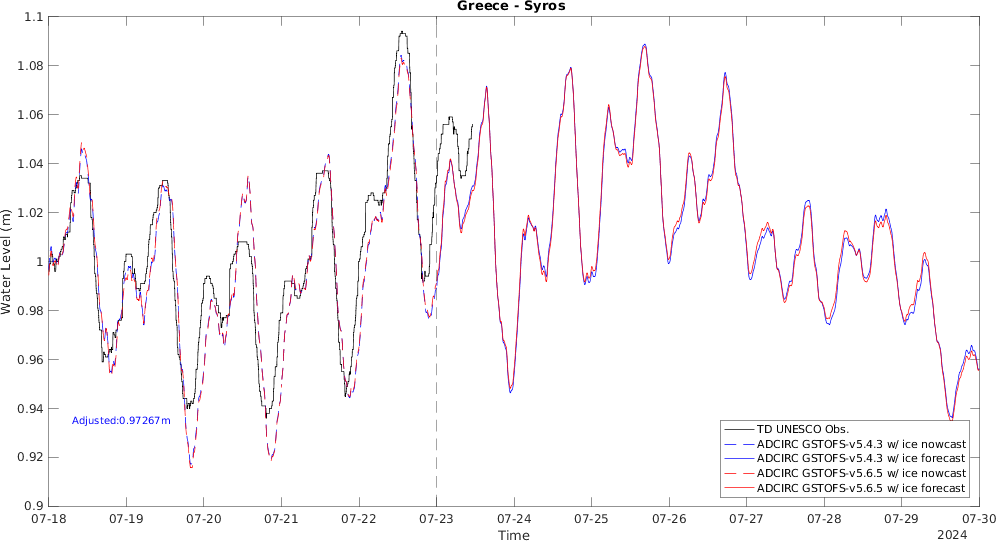 Greece - Syros
1.1
1.08
1.06
1.04
1.02
1
0.98
0.96
0.94
0.92
0.9
Water Level (m)
Adjusted:0.97267m
TD UNESCO Obs.
ADCIRC GSTOFS-v5.4.3 w/ ice nowcast
ADCIRC GSTOFS-v5.4.3 w/ ice forecast
ADCIRC GSTOFS-v5.6.5 w/ ice nowcast
ADCIRC GSTOFS-v5.6.5 w/ ice forecast
07-18 07-19 07-20 07-21 07-22 07-23 07-24 07-25 07-26 07-27 07-28 07-29 07-30
Time
2024